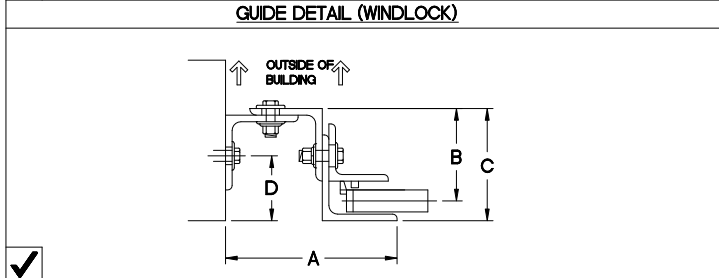 GUIDE DETAIL (WINDLOCK)
OUTSIDE OF
BUILDING
B
C
D
A